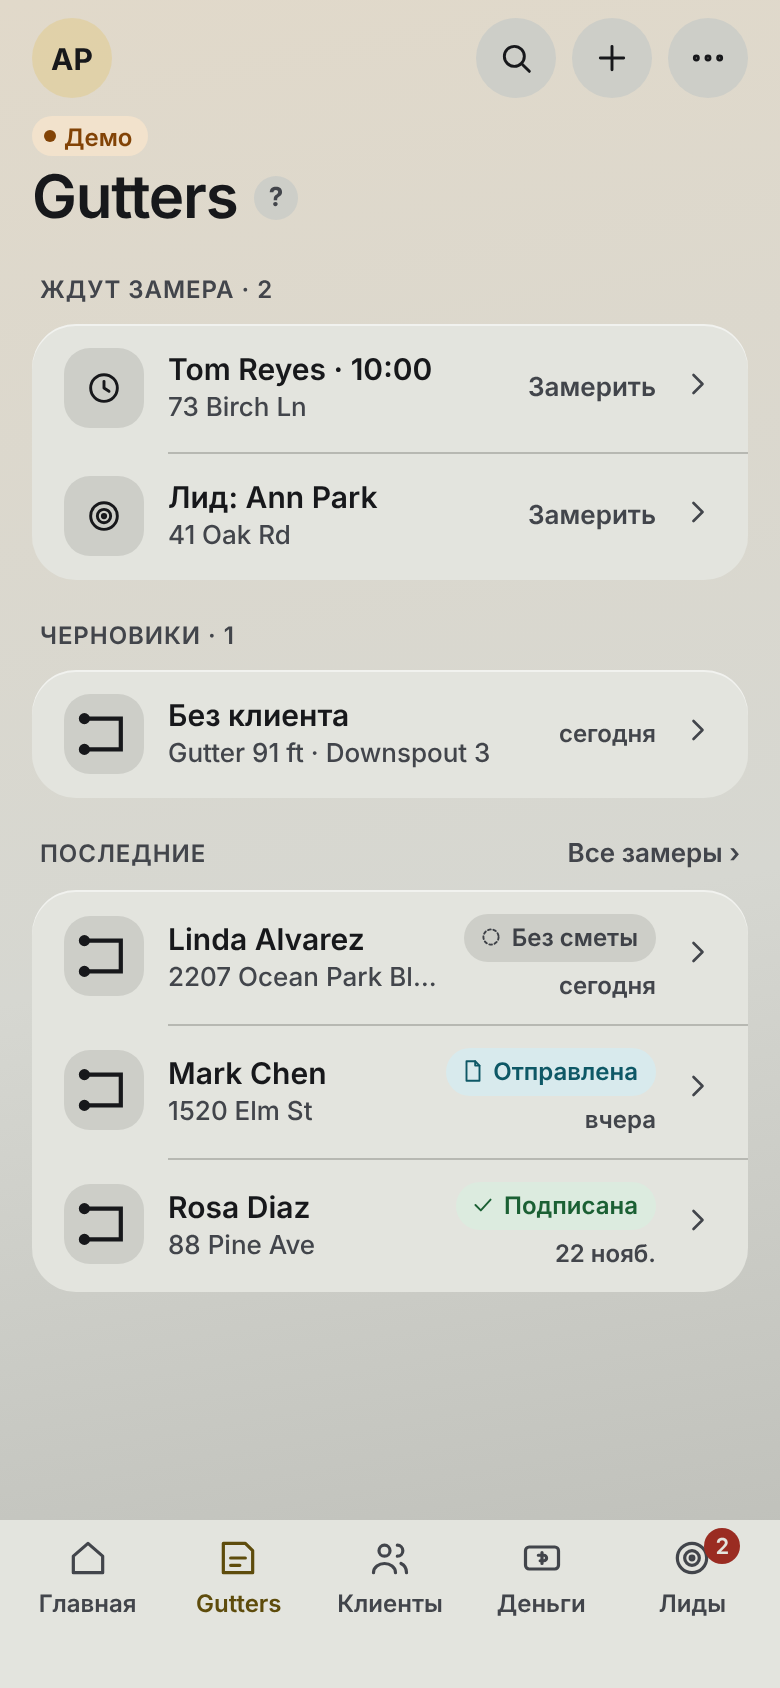 AP
Демо
Gutters ?
ЖДУТ ЗАМЕРА · 2
Tom Reyes · 10:00
73 Birch Ln
Замерить
Лид: Ann Park
41 Oak Rd
Замерить
ЧЕРНОВИКИ · 1
Без клиента
Gutter 91 ft · Downspout 3
сегодня
ПОСЛЕДНИЕ
Все замеры ›
Linda Alvarez
2207 Ocean Park Bl...
Без сметы
сегодня
Mark Chen
1520 Elm St
Отправлена
вчера
Rosa Diaz
88 Pine Ave
Подписана
22 нояб.
Главная
Gutters
Клиенты
Деньги
2
Лиды